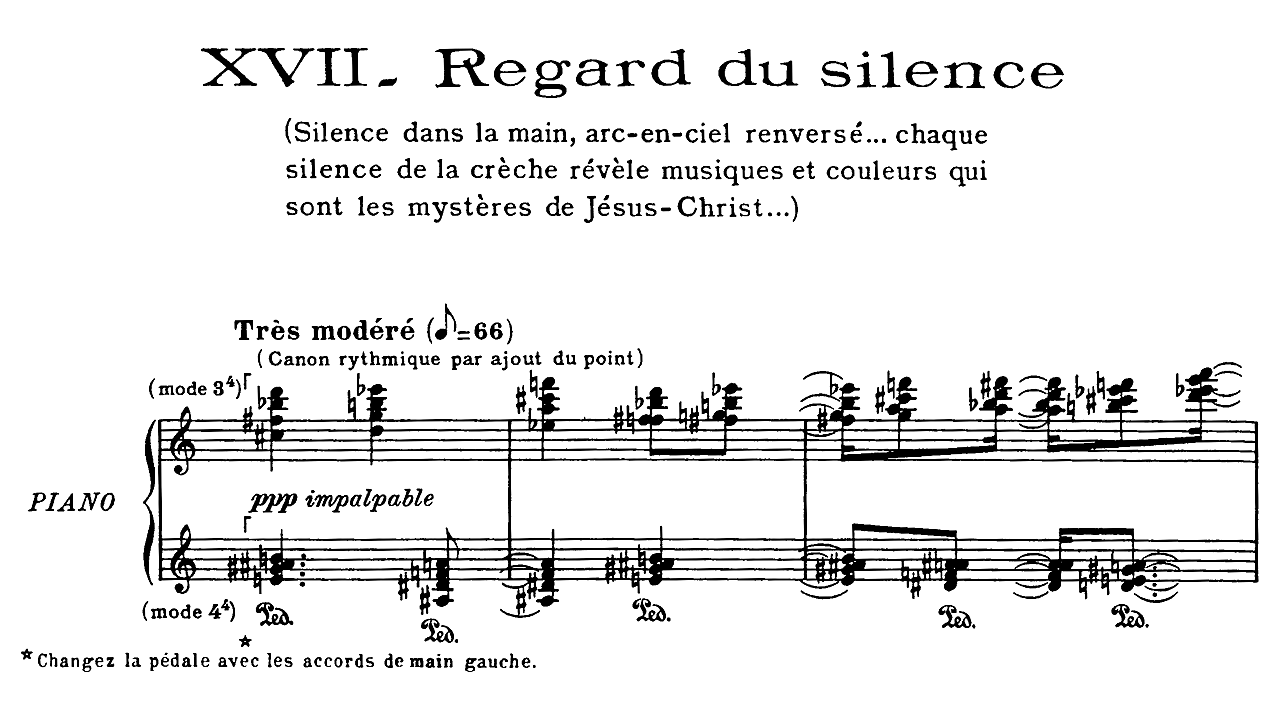 XVII. Regard du silence
(Silence dans la main, arc-en-ciel renversé... chaque
silence de la crèche révèle musiques et couleurs qui
sont les mystères de Jésus-Christ...)
Très modéré (♪=66)
(Canon rythmique par ajout du point)
(mode 3⁴)
PIANO
ppp impalpable
(mode 4⁴)
Ped. Ped. Ped. Ped. Ped.
*
*Changez la pédale avec les accords de main gauche.